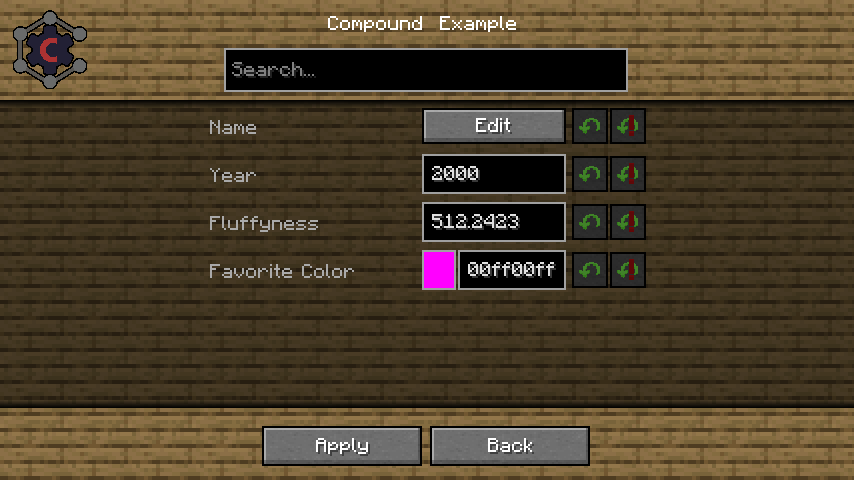 Compound Example
C
Search...
Name Edit
Year 2000
Fluffyness 512.2423
Favorite Color 00ff00ff
Apply Back